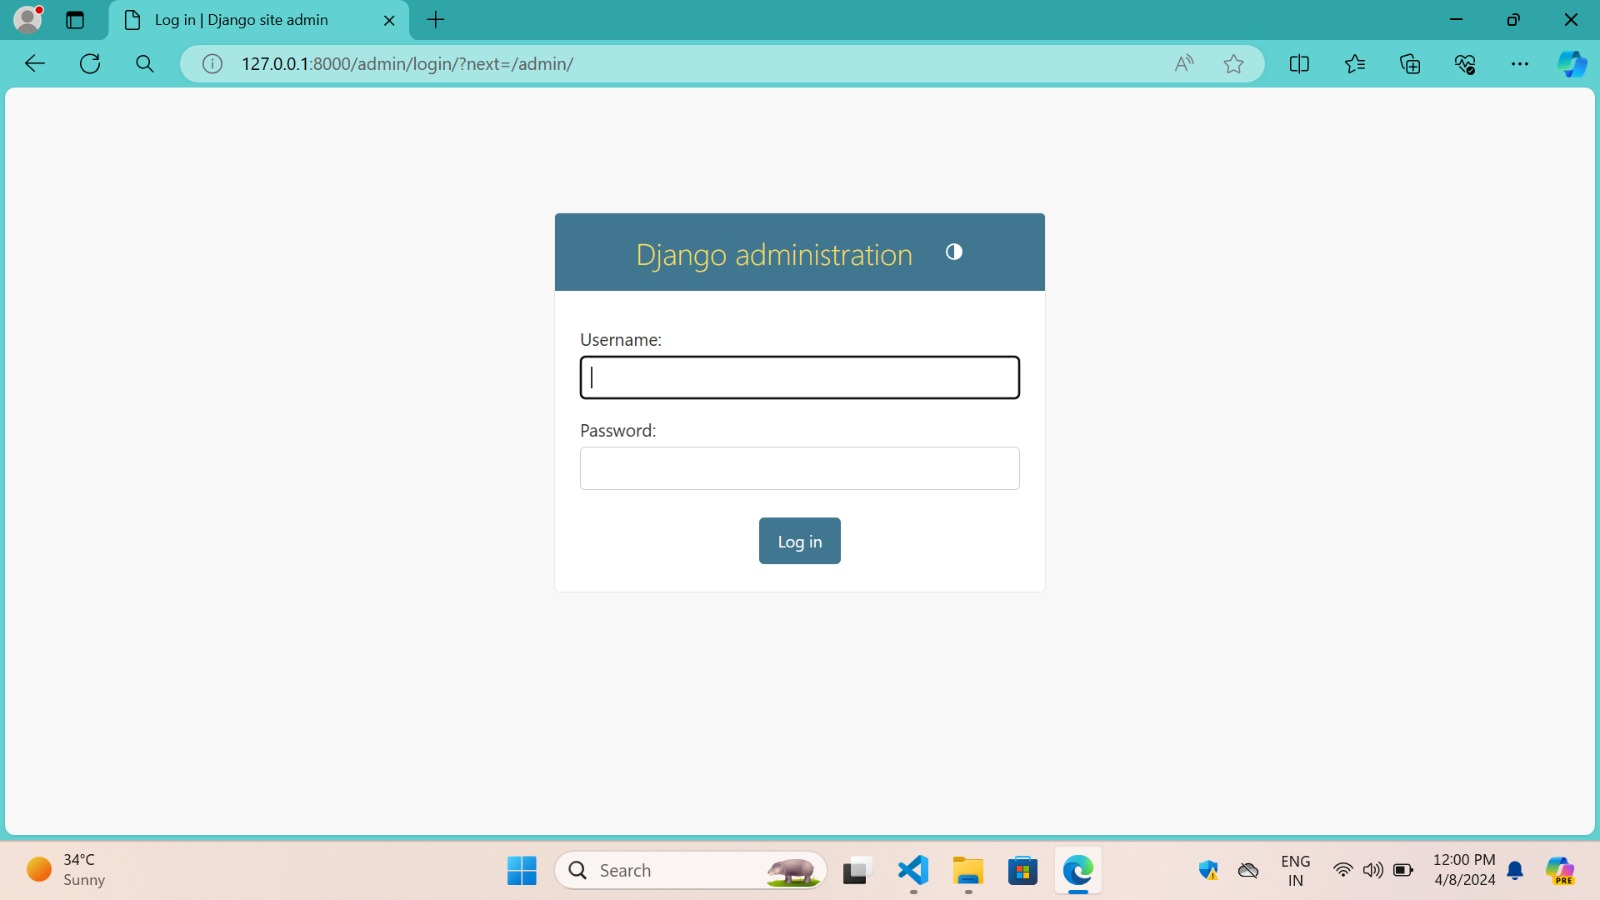 Log in | Django site admin
127.0.0.1:8000/admin/login/?next=/admin/
Django administration
Username:
Password:
Log in
34°C
Sunny
Search
ENG
IN
12:00 PM
4/8/2024
PRE